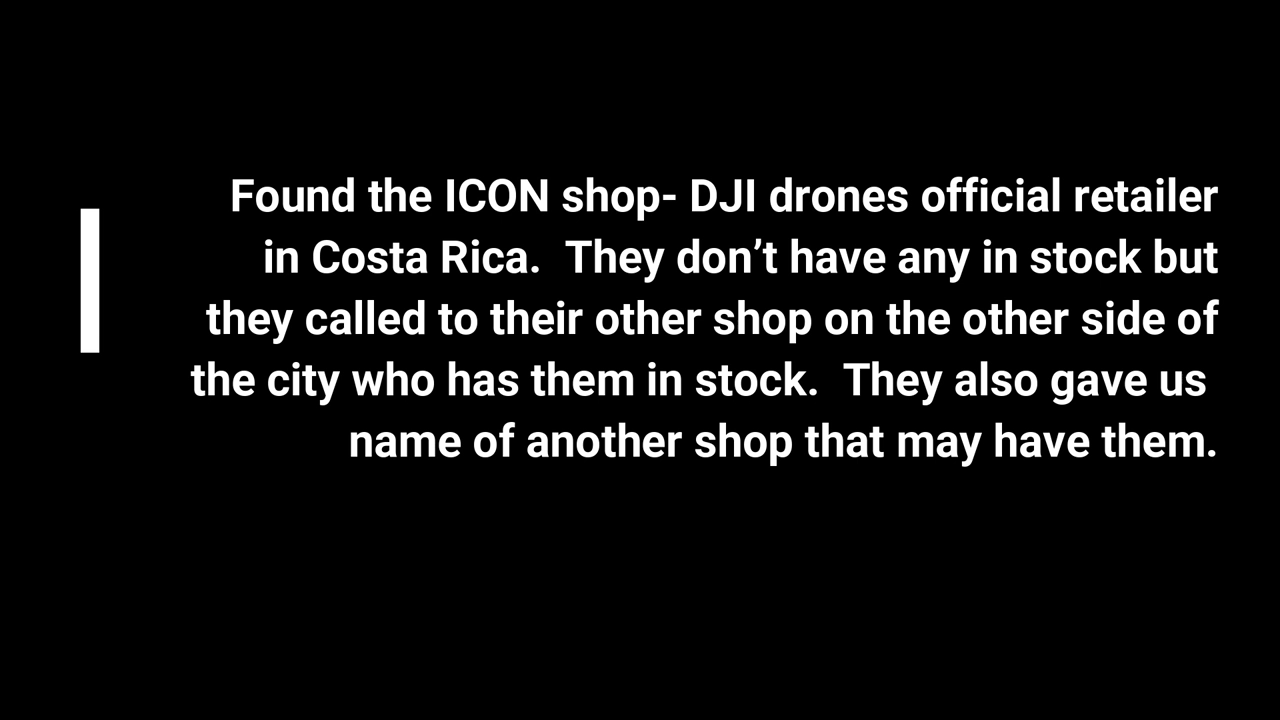 Found the ICON shop- DJI drones official retailer
in Costa Rica.  They don’t have any in stock but
they called to their other shop on the other side of
the city who has them in stock.  They also gave us
name of another shop that may have them.